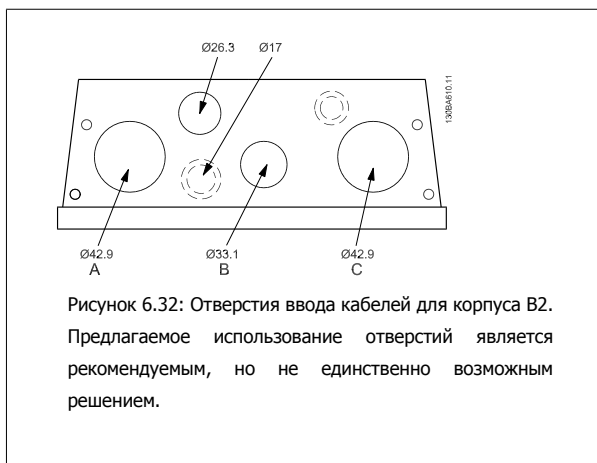 Ø26.3 Ø17
130BA610.11
Ø42.9 Ø33.1 Ø42.9
A B C
Рисунок 6.32: Отверстия ввода кабелей для корпуса B2.
Предлагаемое использование отверстий является
рекомендуемым, но не единственно возможным
решением.